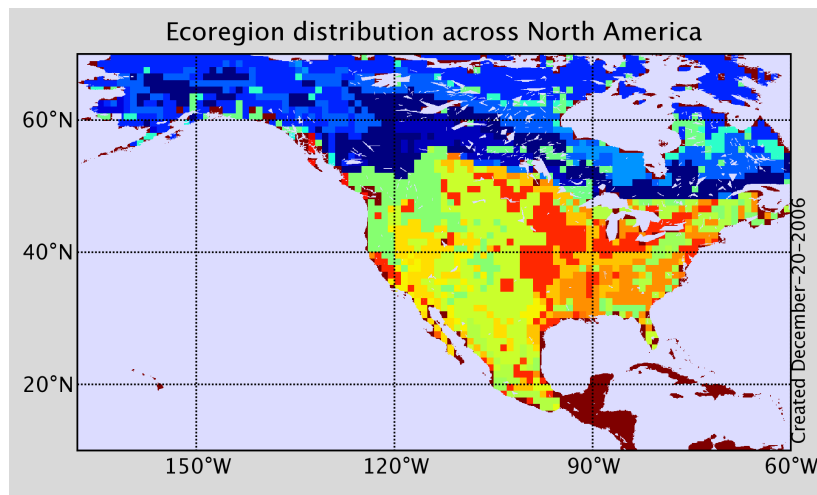 Ecoregion distribution across North America
60°N
40°N
20°N
150°W
120°W
90°W
60°W
Created December-20-2006